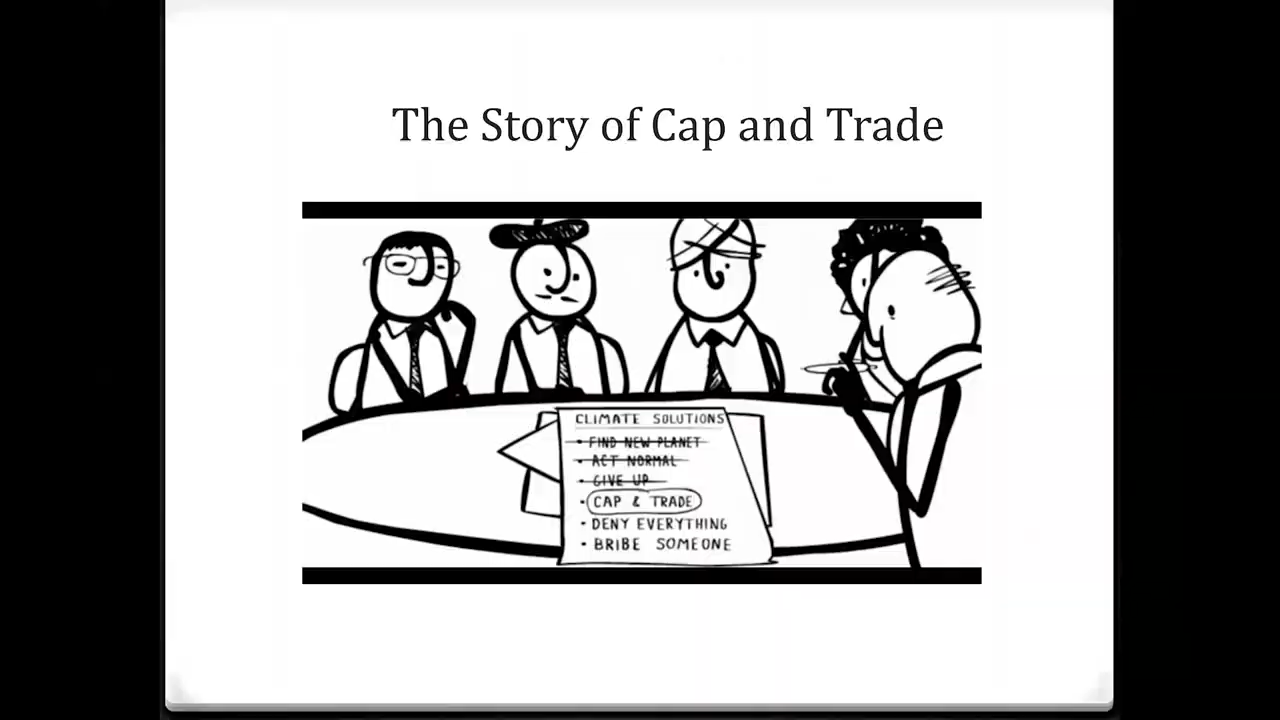 The Story of Cap and Trade
CLIMATE SOLUTIONS
• FIND NEW PLANET
• ACT NORMAL
• GIVE UP
• CAP & TRADE
• DENY EVERYTHING
• BRIBE SOMEONE